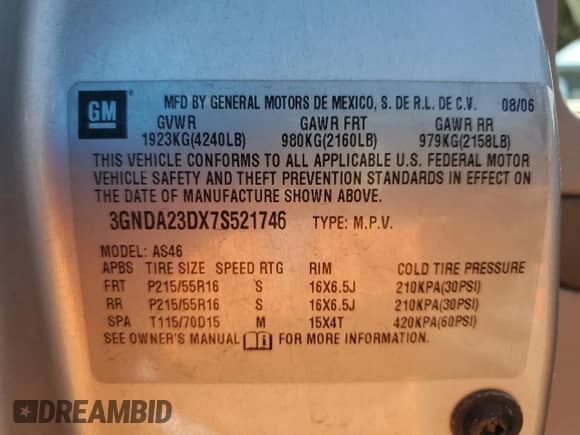 GM
MFD BY GENERAL MOTORS DE MEXICO, S. DE R.L. DE C.V. 08/06
GVWR GAWR FRT GAWR RR
1923KG(4240LB) 980KG(2160LB) 979KG(2158LB)
THIS VEHICLE CONFORMS TO ALL APPLICABLE U.S. FEDERAL MOTOR
VEHICLE SAFETY AND THEFT PREVENTION STANDARDS IN EFFECT ON
THE DATE OF MANUFACTURE SHOWN ABOVE.
3GNDA23DX7S521746 TYPE: M.P.V.
MODEL: AS46
APBS TIRE SIZE SPEED RTG RIM COLD TIRE PRESSURE
FRT P215/55R16 S 16X6.5J 210KPA(30PSI)
RR P215/55R16 S 16X6.5J 210KPA(30PSI)
SPA T115/70D15 M 15X4T 420KPA(60PSI)
SEE OWNER'S MANUAL i FOR MORE INFORMATION.
DREAMBID